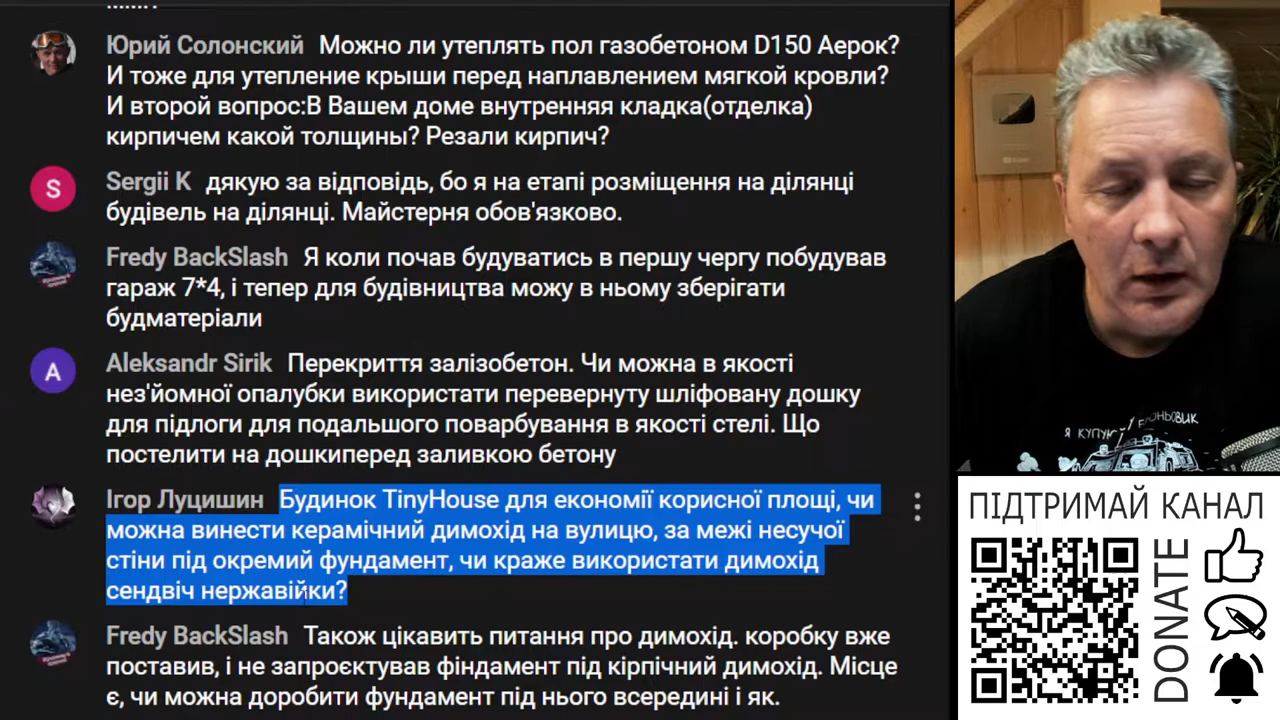 Юрий Солонский Можно ли утеплять пол газобетоном D150 Аерок?
И тоже для утепление крыши перед наплавлением мягкой кровли?
И второй вопрос:В Вашем доме внутренняя кладка(отделка)
кирпичем какой толщины? Резали кирпич?
S
Sergii K дякую за відповідь, бо я на етапі розміщення на ділянці
будівель на ділянці. Майстерня обов'язково.
Fredy BackSlash Я коли почав будуватись в першу чергу побудував
гараж 7*4, і тепер для будівництва можу в ньому зберігати
будматеріали
A
Aleksandr Sirik Перекриття залізобетон. Чи можна в якості
нез'йомної опалубки використати перевернуту шліфовану дошку
для підлоги для подальшого поварбування в якості стелі. Що
постелити на дошкиперед заливкою бетону
Ігор Луцишин Будинок TinyHouse для економії корисної площі, чи
можна винести керамічний димохід на вулицю, за межі несучої
стіни під окремий фундамент, чи краже використати димохід
сендвіч нержавійки?
Fredy BackSlash Також цікавить питання про димохід. коробку вже
поставив, і не запроєктував фіндамент під кірпічний димохід. Місце
є, чи можна доробити фундамент під нього всередині і як.
Я КУПУЮ
ПІДТРИМАЙ КАНАЛ
DONATE